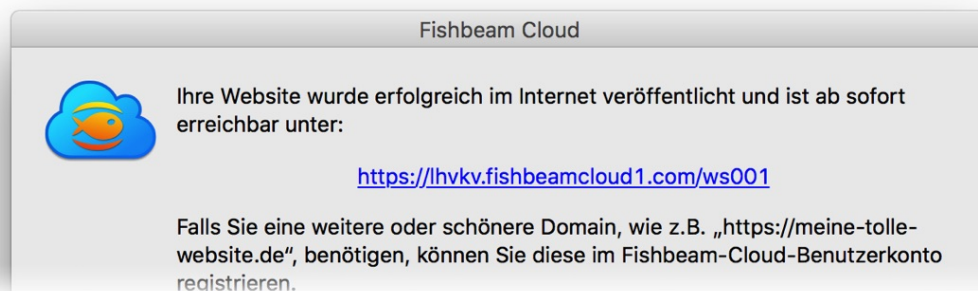 Fishbeam Cloud
Ihre Website wurde erfolgreich im Internet veröffentlicht und ist ab sofort
erreichbar unter:
https://lhvkv.fishbeamcloud1.com/ws001
Falls Sie eine weitere oder schönere Domain, wie z.B. „https://meine-tolle-
website.de“, benötigen, können Sie diese im Fishbeam-Cloud-Benutzerkonto
registrieren.